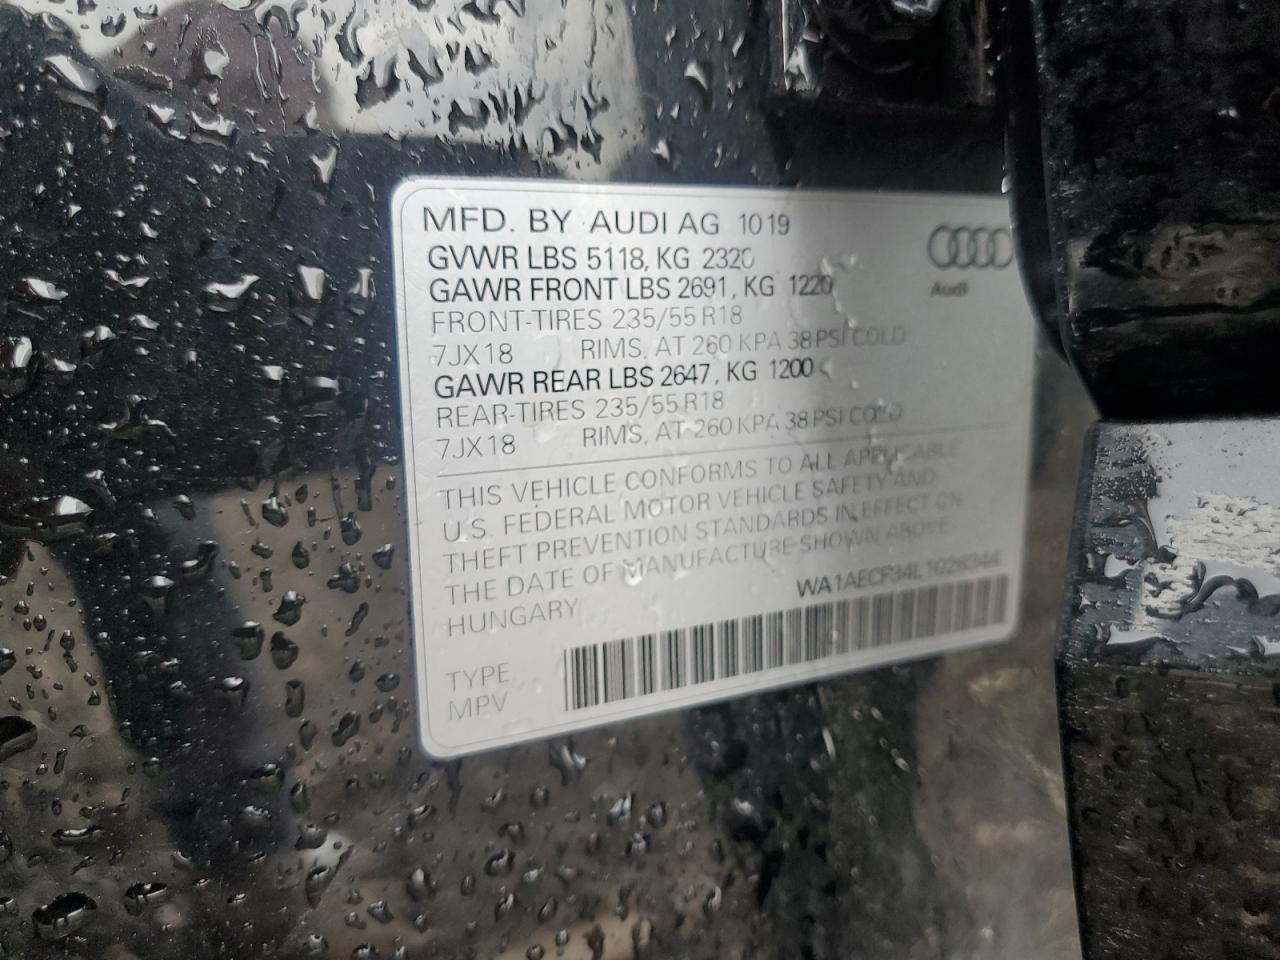 MFD. BY AUDI AG 10 19
GVWR LBS 5118, KG 2320
GAWR FRONT LBS 2691, KG 1220
FRONT-TIRES 235/55 R18
7JX18 RIMS, AT 260 KPA 38 PSI COLD
GAWR REAR LBS 2647, KG 1200
REAR-TIRES 235/55 R18
7JX18 RIMS, AT 260 KPA 38 PSI COLD
Audi
THIS VEHICLE CONFORMS TO ALL APPLICABLE
U.S. FEDERAL MOTOR VEHICLE SAFETY AND
THEFT PREVENTION STANDARDS IN EFFECT ON
THE DATE OF MANUFACTURE SHOWN ABOVE
HUNGARY
TYPE
MPV